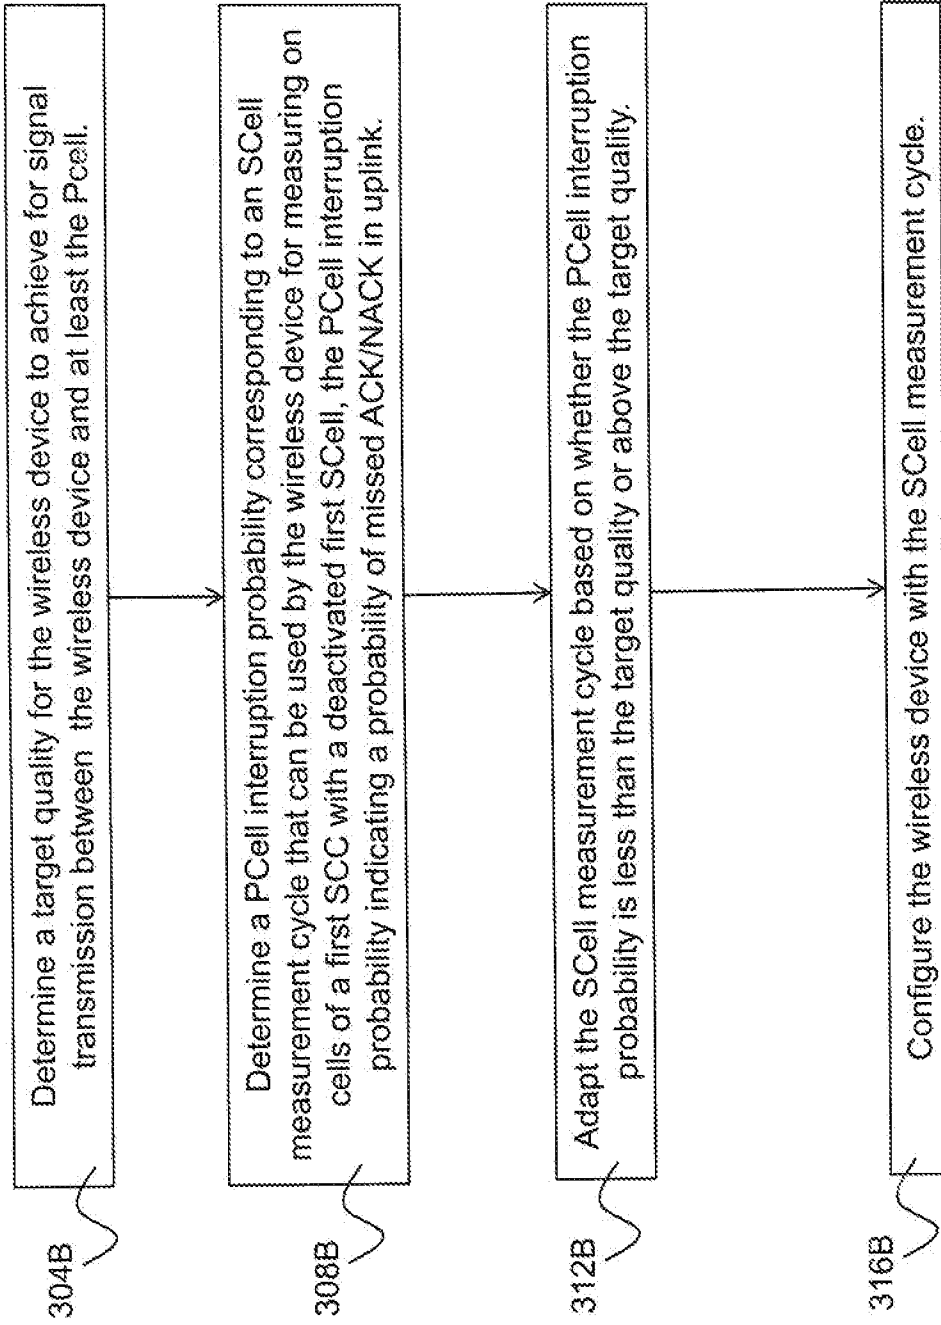 304B
Determine a target quality for the wireless device to achieve for signal
transmission between the wireless device and at least the Pcell.
308B
Determine a PCell interruption probability corresponding to an SCell
measurement cycle that can be used by the wireless device for measuring on
cells of a first SCC with a deactivated first SCell, the PCell interruption
probability indicating a probability of missed ACK/NACK in uplink.
312B
Adapt the SCell measurement cycle based on whether the PCell interruption
probability is less than the target quality or above the target quality.
316B
Configure the wireless device with the SCell measurement cycle.